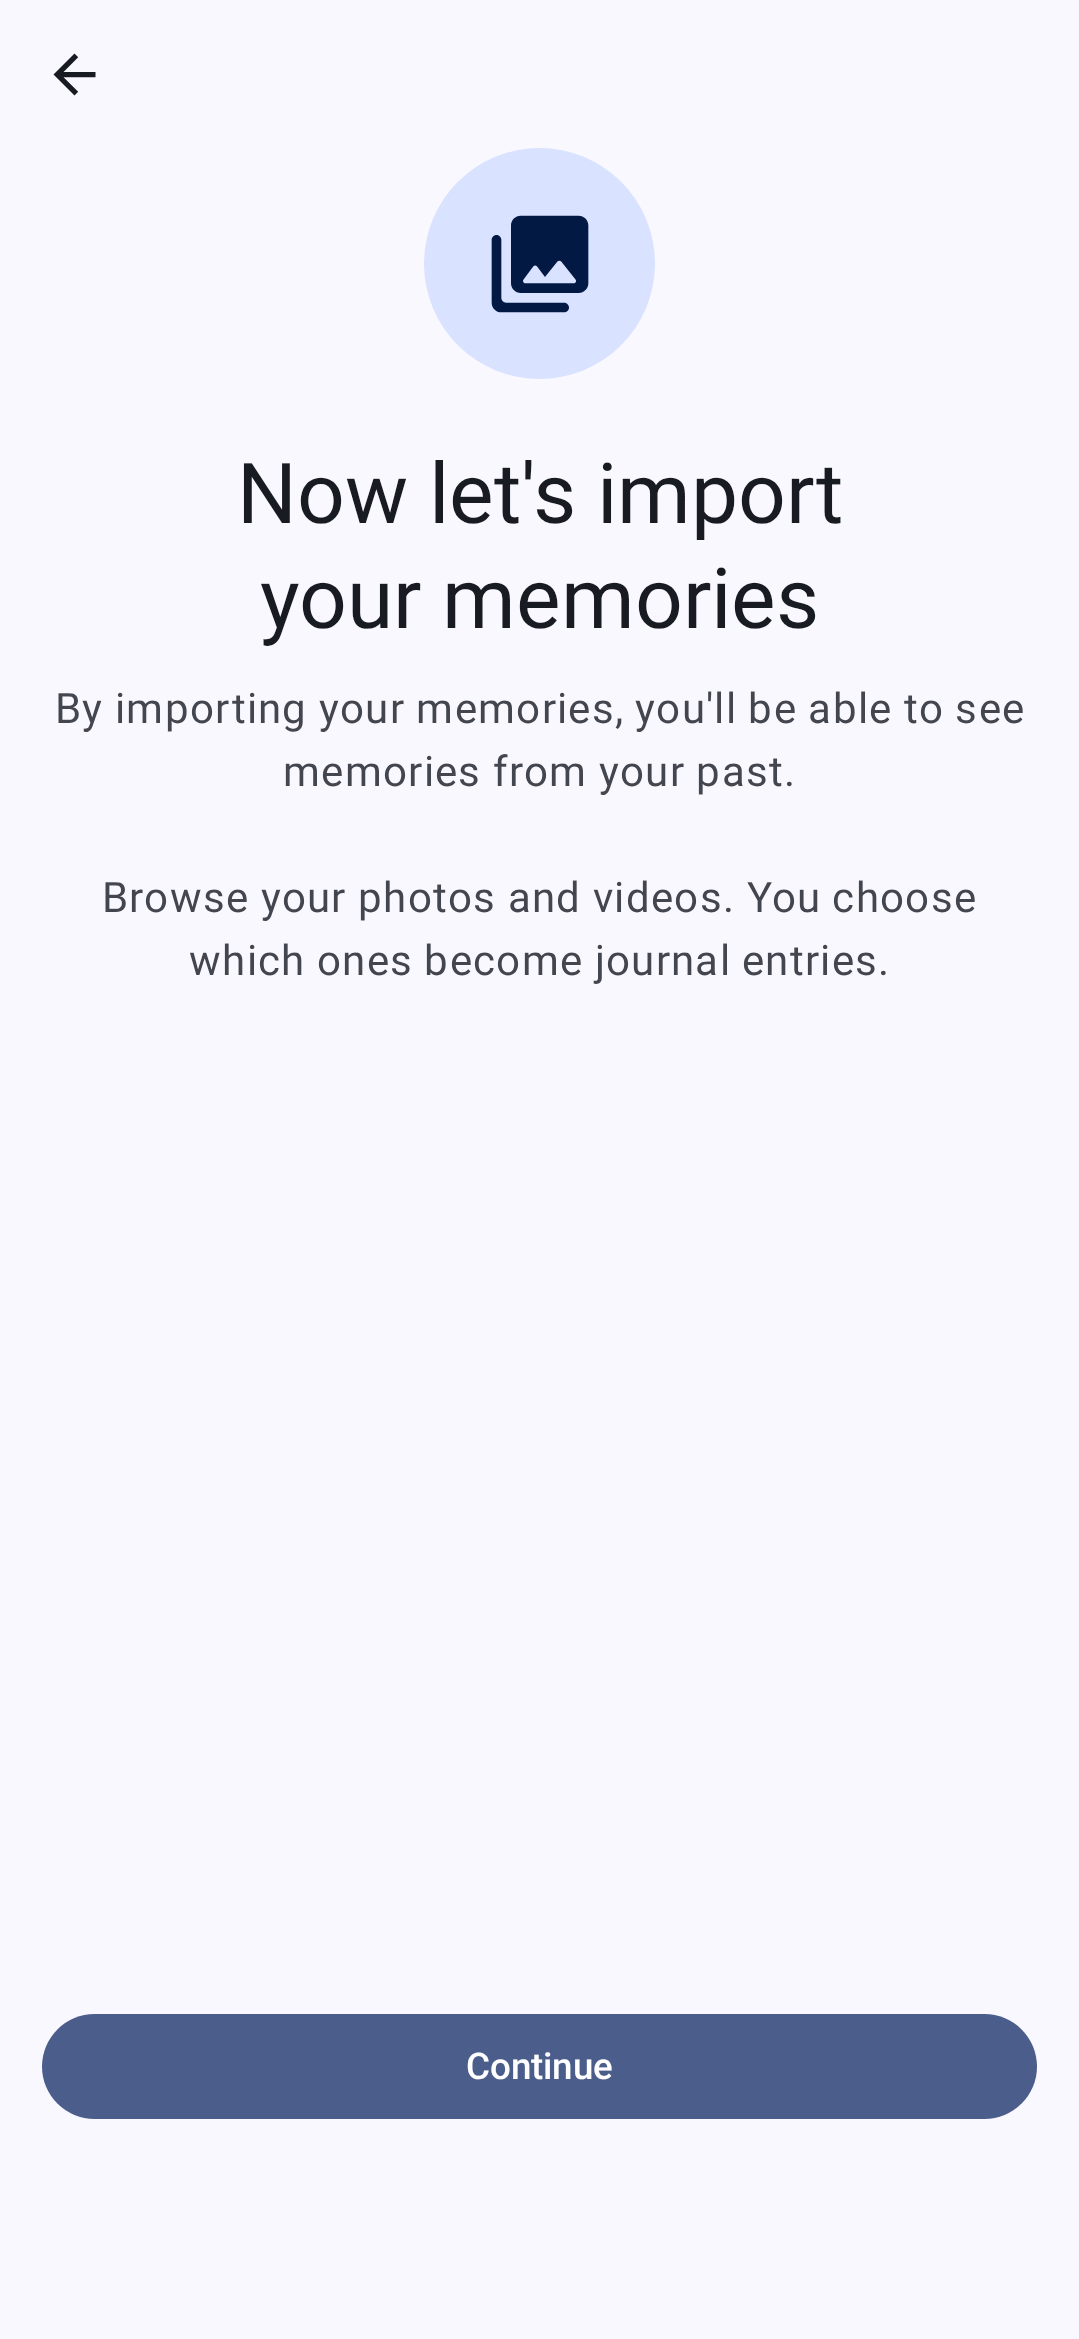 Now let's import
your memories
By importing your memories, you'll be able to see
memories from your past.
Browse your photos and videos. You choose
which ones become journal entries.
Continue